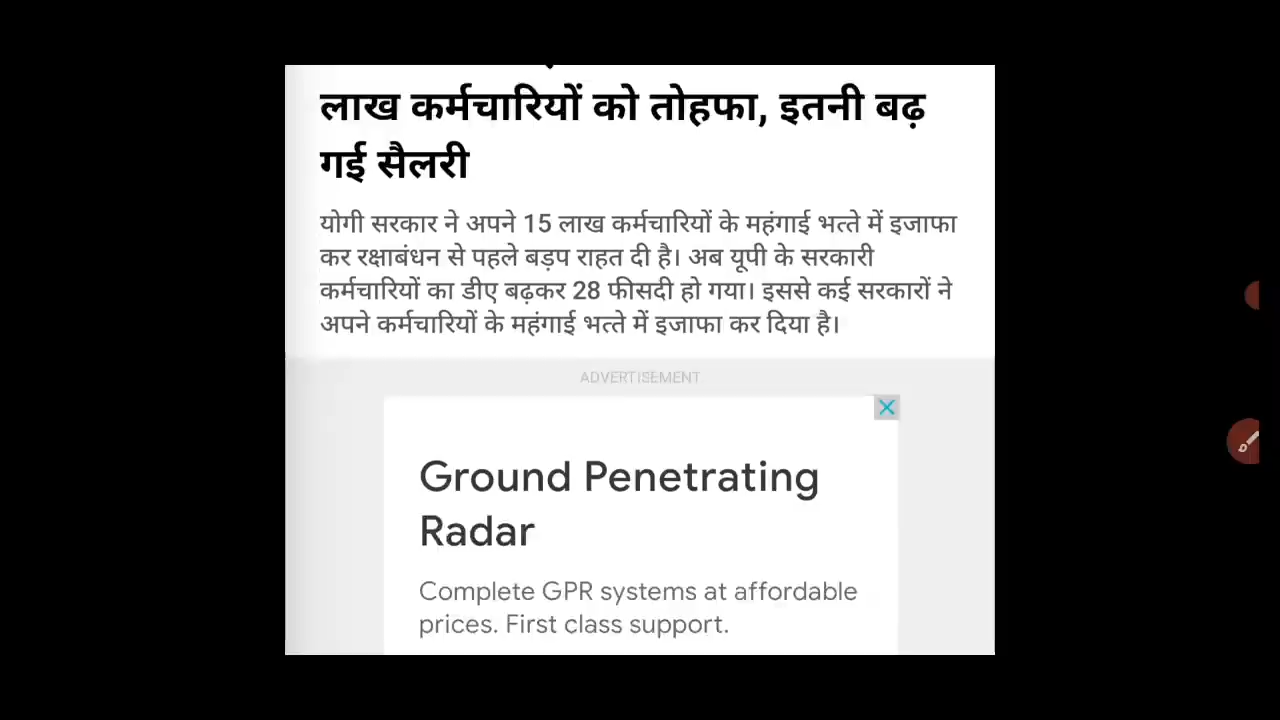 लाख कर्मचारियों को तोहफा, इतनी बढ़
गई सैलरी
योगी सरकार ने अपने 15 लाख कर्मचारियों के महंगाई भत्ते में इजाफा
कर रक्षाबंधन से पहले बड़प राहत दी है। अब यूपी के सरकारी
कर्मचारियों का डीए बढ़कर 28 फीसदी हो गया। इससे कई सरकारों ने
अपने कर्मचारियों के महंगाई भत्ते में इजाफा कर दिया है।
ADVERTISEMENT
Ground Penetrating
Radar
Complete GPR systems at affordable
prices. First class support.